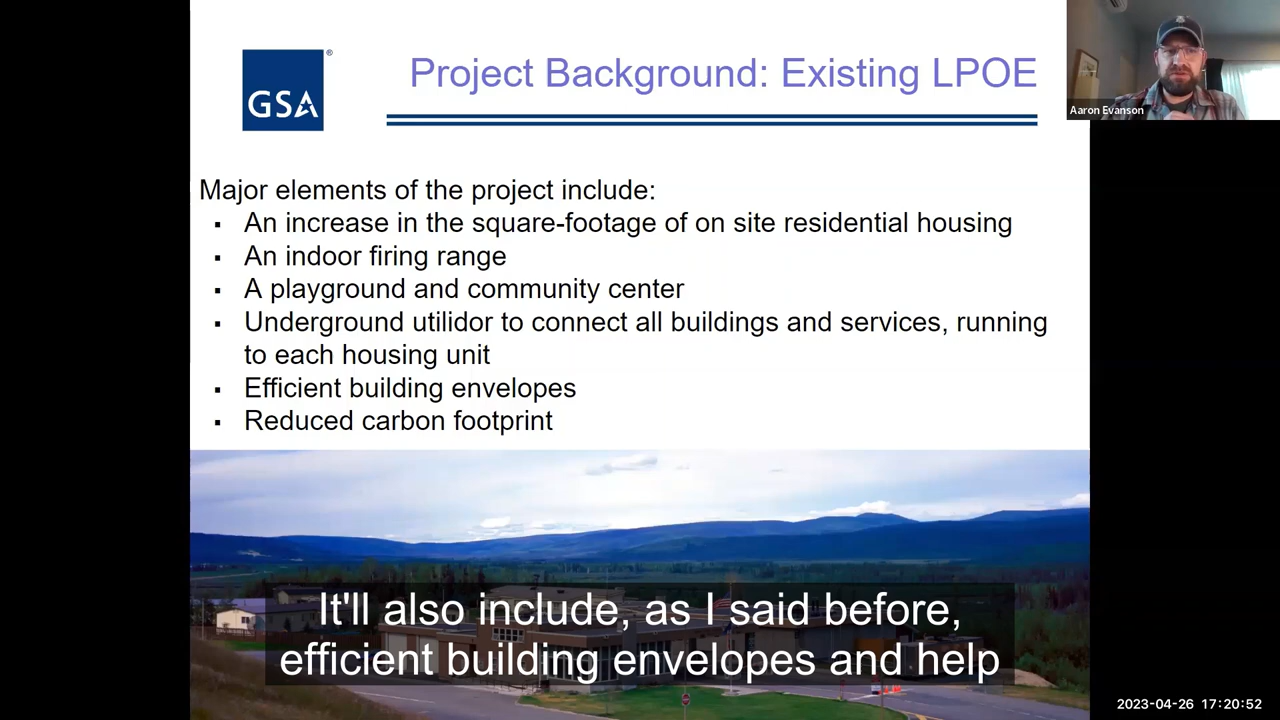 GSA
®
Project Background: Existing LPOE
Aaron Evanson
Major elements of the project include:
▪ An increase in the square-footage of on site residential housing
▪ An indoor firing range
▪ A playground and community center
▪ Underground utilidor to connect all buildings and services, running
to each housing unit
▪ Efficient building envelopes
▪ Reduced carbon footprint
It'll also include, as I said before,
efficient building envelopes and help
2023-04-26 17:20:52